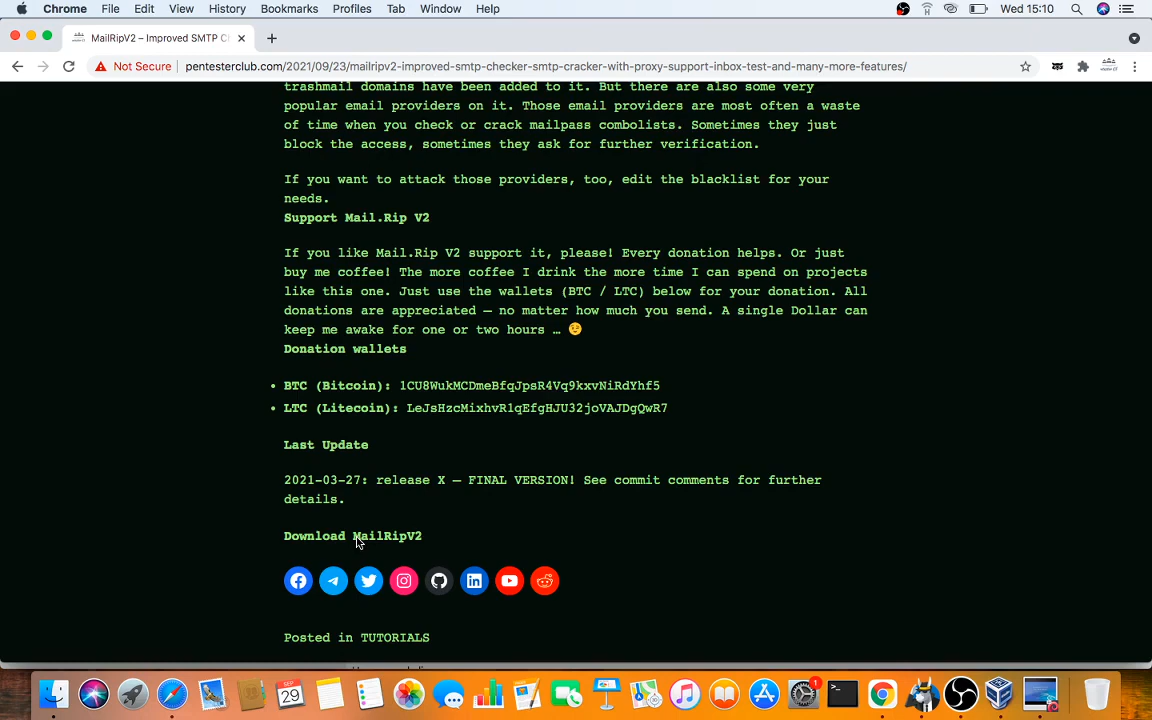 Chrome File Edit View History Bookmarks Profiles Tab Window Help Wed 15:10
MailRipV2 – Improved SMTP C
Not Secure pentesterclub.com/2021/09/23/mailripv2-improved-smtp-checker-smtp-cracker-with-proxy-support-inbox-test-and-many-more-features/
trashmail domains have been added to it. But there are also some very
popular email providers on it. Those email providers are most often a waste
of time when you check or crack mailpass combolists. Sometimes they just
block the access, sometimes they ask for further verification.
If you want to attack those providers, too, edit the blacklist for your
needs.
Support Mail.Rip V2
If you like Mail.Rip V2 support it, please! Every donation helps. Or just
buy me coffee! The more coffee I drink the more time I can spend on projects
like this one. Just use the wallets (BTC / LTC) below for your donation. All
donations are appreciated — no matter how much you send. A single Dollar can
keep me awake for one or two hours … 😉
Donation wallets
• BTC (Bitcoin): 1CU8WukMCDmeBfqJpsR4Vq9kxvNiRdYhf5
• LTC (Litecoin): LeJsHzcMixhvR1qEfgHJU32joVAJDgQwR7
Last Update
2021-03-27: release X — FINAL VERSION! See commit comments for further
details.
Download MailRipV2
Posted in TUTORIALS
SEP
29
1